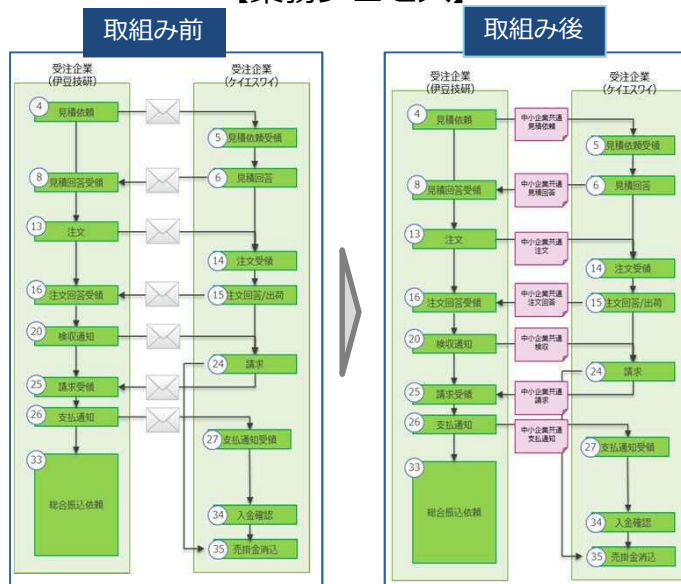 【業務プロセス】
取組み前
受注企業
(伊豆技研)
受注企業
(ケイエスワイ)
4 見積依頼
5 見積依頼受領
8 見積回答受領
6 見積回答
13 注文
14 注文受領
16 注文回答受領
15 注文回答/出荷
20 検収通知
24 請求
25 請求受領
26 支払通知
27 支払通知受領
33
総合振込依頼
34 入金確認
35 売掛金消込
取組み後
受注企業
(伊豆技研)
受注企業
(ケイエスワイ)
4 見積依頼
中小企業共通
見積依頼
5 見積依頼受領
8 見積回答受領
中小企業共通
見積回答
6 見積回答
13 注文
中小企業共通
注文
14 注文受領
16 注文回答受領
中小企業共通
注文回答
15 注文回答/出荷
20 検収通知
中小企業共通
検収
24 請求
25 請求受領
中小企業共通
請求
26 支払通知
中小企業共通
支払通知
27 支払通知受領
33
総合振込依頼
34 入金確認
35 売掛金消込